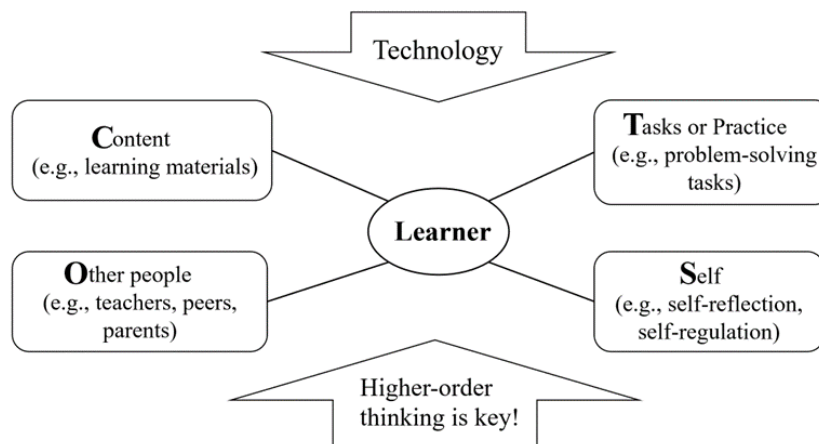 Technology
Content
(e.g., learning materials)
Tasks or Practice
(e.g., problem-solving
tasks)
Learner
Other people
(e.g., teachers, peers,
parents)
Self
(e.g., self-reflection,
self-regulation)
Higher-order
thinking is key!